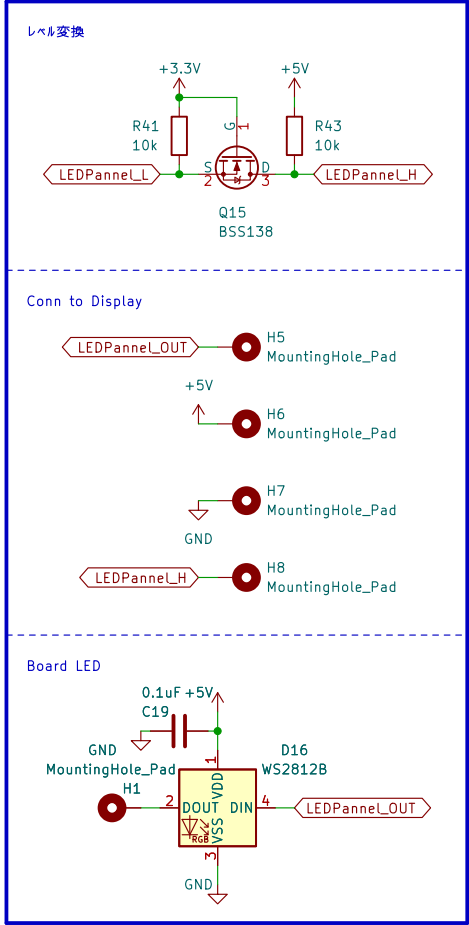 レベル変換
+3.3V
+5V
R41
10k
G
1
R43
10k
LEDPannel_L
S
2
D
3
LEDPannel_H
Q15
BSS138
Conn to Display
LEDPannel_OUT
H5
MountingHole_Pad
+5V
H6
MountingHole_Pad
H7
MountingHole_Pad
GND
LEDPannel_H
H8
MountingHole_Pad
Board LED
0.1uF
+5V
C19
GND
MountingHole_Pad
H1
D16
WS2812B
1
VDD
2
DOUT
DIN
4
LEDPannel_OUT
RGB
VSS
3
GND